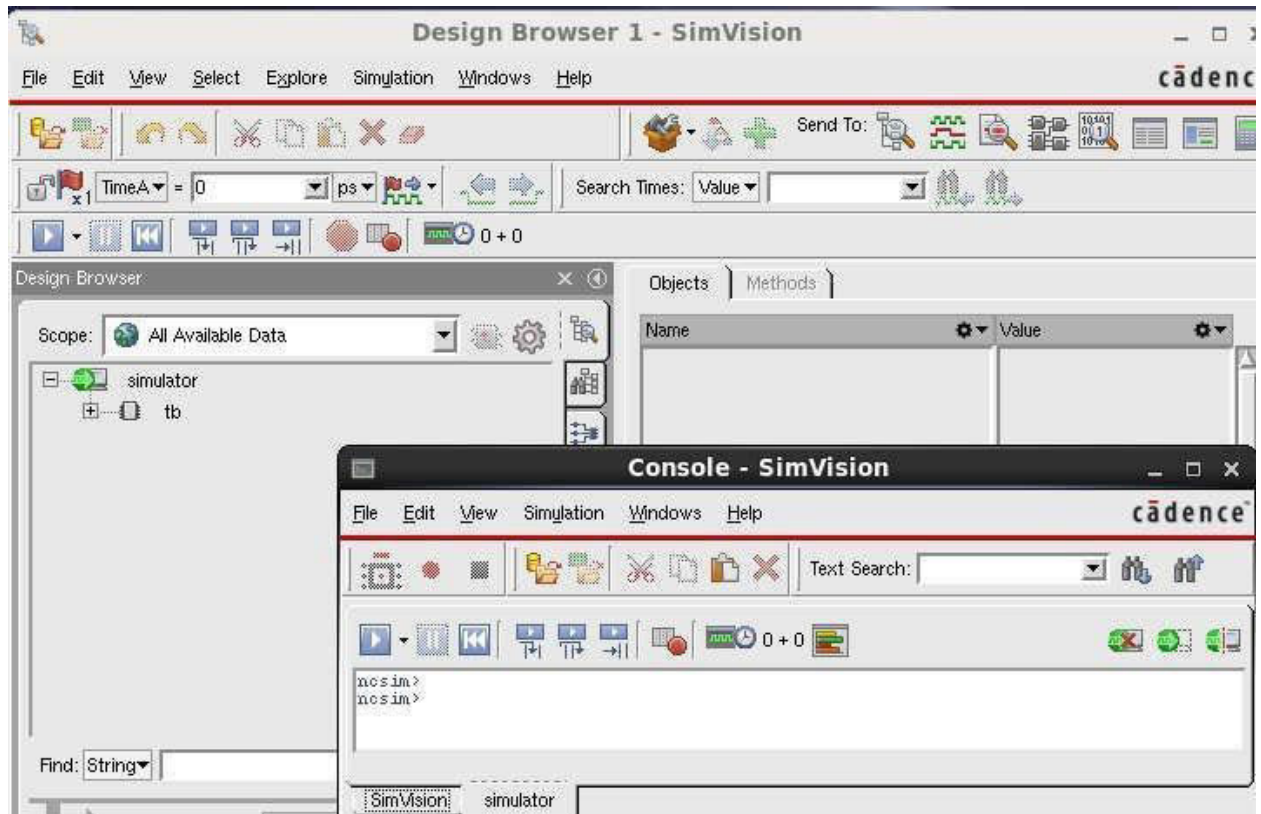 Design Browser 1 - SimVision
File Edit View Select Explore Simulation Windows Help
cādenc
Send To:
TimeA = 0 ps Search Times: Value
0 + 0
Design Browser
Objects Methods
Scope: All Available Data
Name Value
simulator
tb
Console - SimVision
File Edit View Simulation Windows Help
cādence
Text Search:
0 + 0
ncsim>
ncsim>
Find: String
SimVision simulator